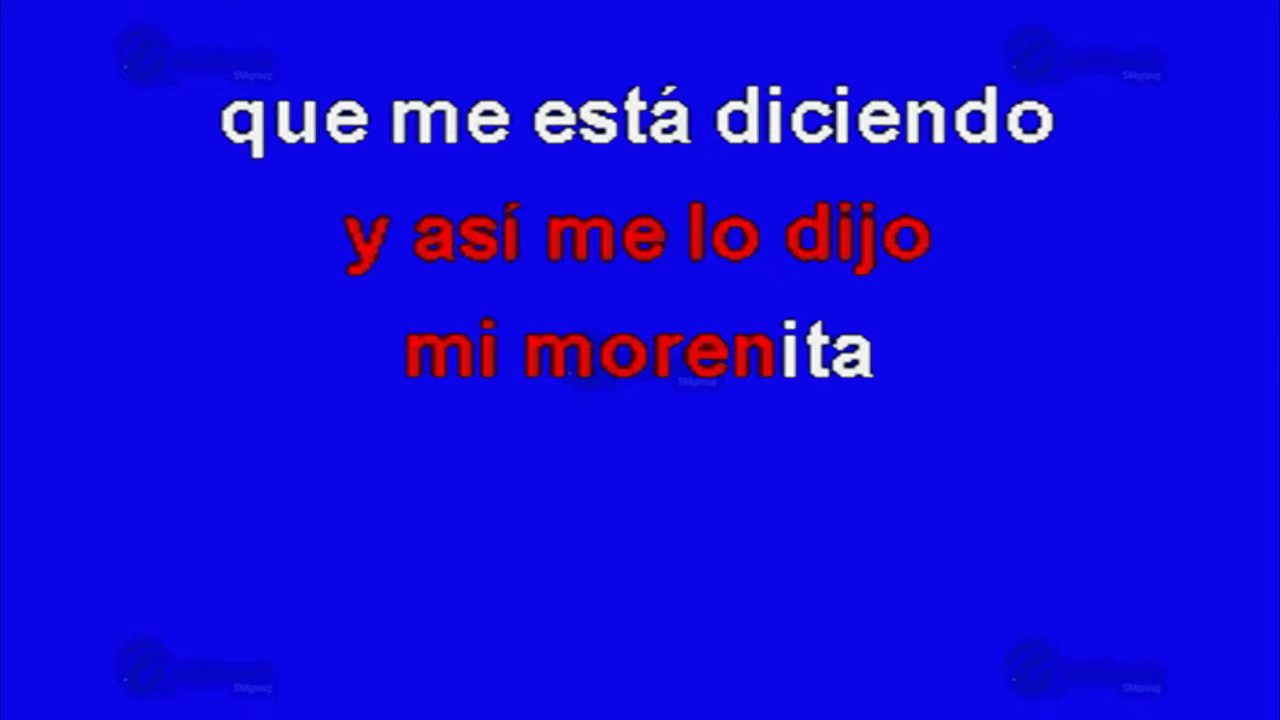 que me está diciendo
y así me lo dijo
mi morenita